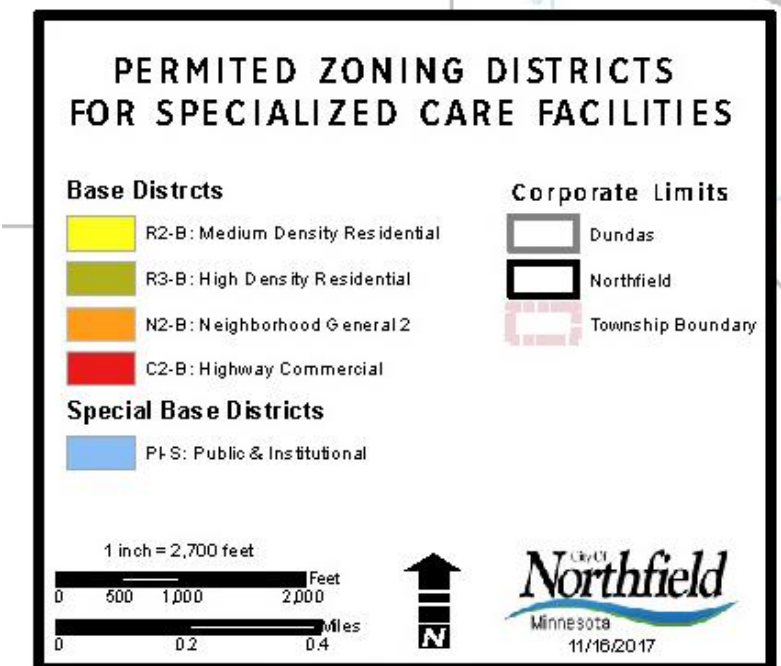 PERMITED ZONING DISTRICTS
FOR SPECIALIZED CARE FACILITIES
Base Distrcts
R2-B: Medium Density Residential
R3-B: High Density Residential
N2-B: Neighborhood General 2
C2-B: Highway Commercial
Special Base Districts
PI-S: Public & Institutional
Corporate Limits
Dundas
Northfield
Township Boundary
1 inch = 2,700 feet
Feet
0 500 1,000 2,000
Miles
0 0.2 0.4
N
City Of
Northfield
Minnesota
11/16/2017